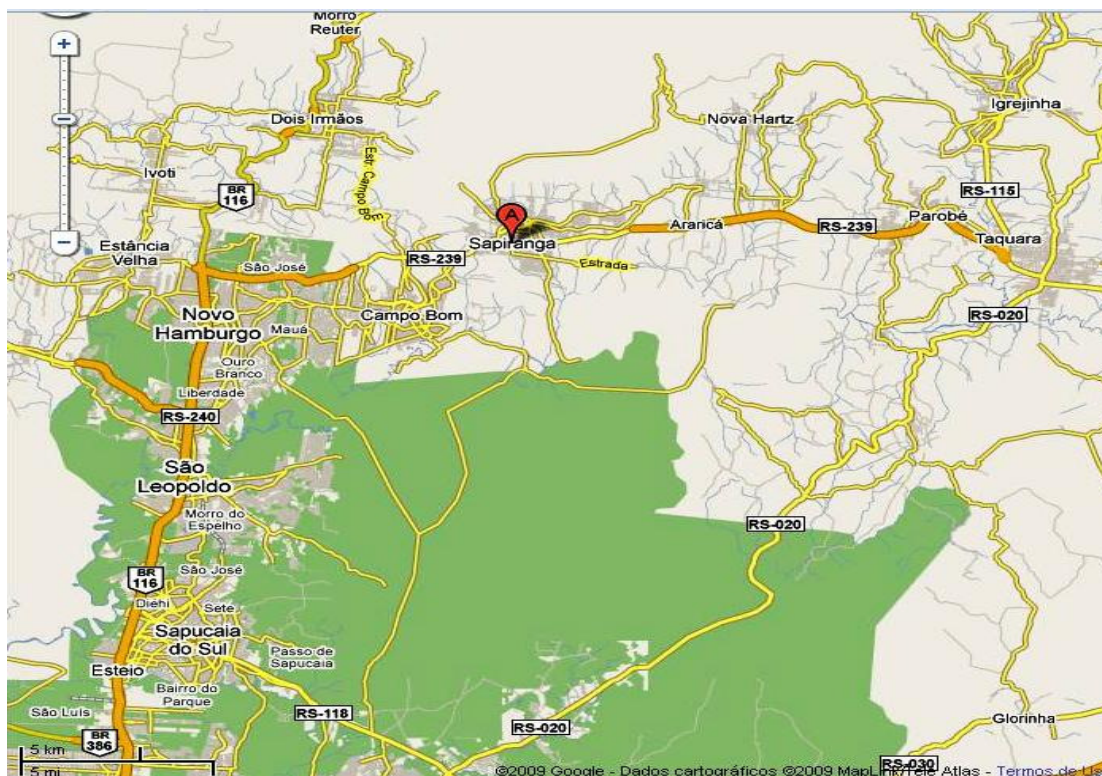 Morro
Reuter
+
Dois Irmãos
Nova Hartz
Igrejinha
Ivoti
Estr. Campo Bo
E
BR
116
RS-115
A
Araricá
RS-239
Parobé
Taquara
Sapiranga
Estância
Velha
São José
RS-239
Estrada
Novo
Hamburgo
Mauá
Campo Bom
RS-020
Ouro
Branco
Liberdade
RS-240
São
Leopoldo
Morro do
Espelho
RS-020
BR
116
São José
Diehi
Sete
Sapucaia
do Sul
Passo de
Sapucaia
Esteio
Bairro do
Parque
São Luís
RS-118
RS-020
Glorinha
BR
386
5 km
5 mi
RS-030
©2009 Google - Dados cartográficos ©2009 MapLink/Tele Atlas - Termos de Us